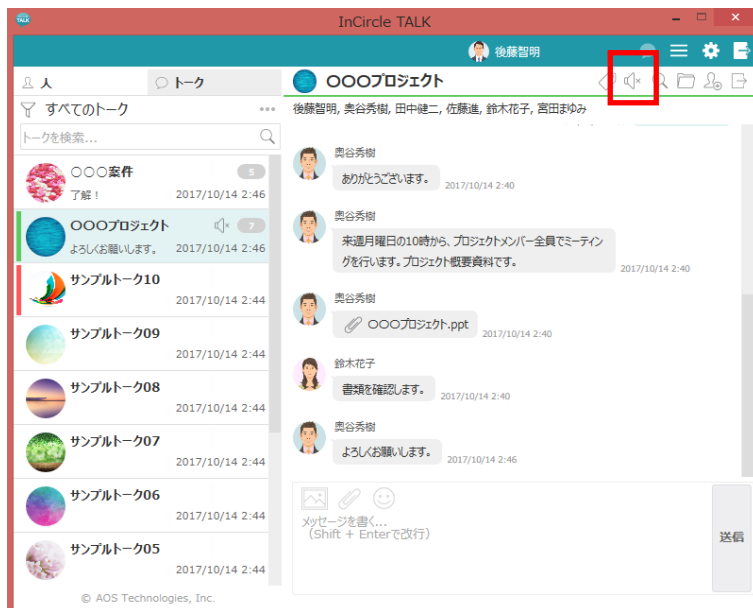 TALK
InCircle TALK
後藤智明
人
トーク
すべてのトーク
トークを検索...
〇〇〇案件
5
了解！
2017/10/14 2:46
〇〇〇プロジェクト
7
よろしくお願いします。
2017/10/14 2:46
サンプルトーク10
2017/10/14 2:44
サンプルトーク09
2017/10/14 2:44
サンプルトーク08
2017/10/14 2:44
サンプルトーク07
2017/10/14 2:44
サンプルトーク06
2017/10/14 2:44
サンプルトーク05
2017/10/14 2:44
© AOS Technologies, Inc.
〇〇〇プロジェクト
後藤智明, 奥谷秀樹, 田中健二, 佐藤進, 鈴木花子, 宮田まゆみ
奥谷秀樹
ありがとうございます。
2017/10/14 2:40
奥谷秀樹
来週月曜日の10時から、プロジェクトメンバー全員でミーティン
グを行います。プロジェクト概要資料です。
2017/10/14 2:40
奥谷秀樹
〇〇〇プロジェクト.ppt
2017/10/14 2:40
鈴木花子
書類を確認します。
2017/10/14 2:40
奥谷秀樹
よろしくお願いします。
2017/10/14 2:46
メッセージを書く...
（Shift + Enterで改行）
送信